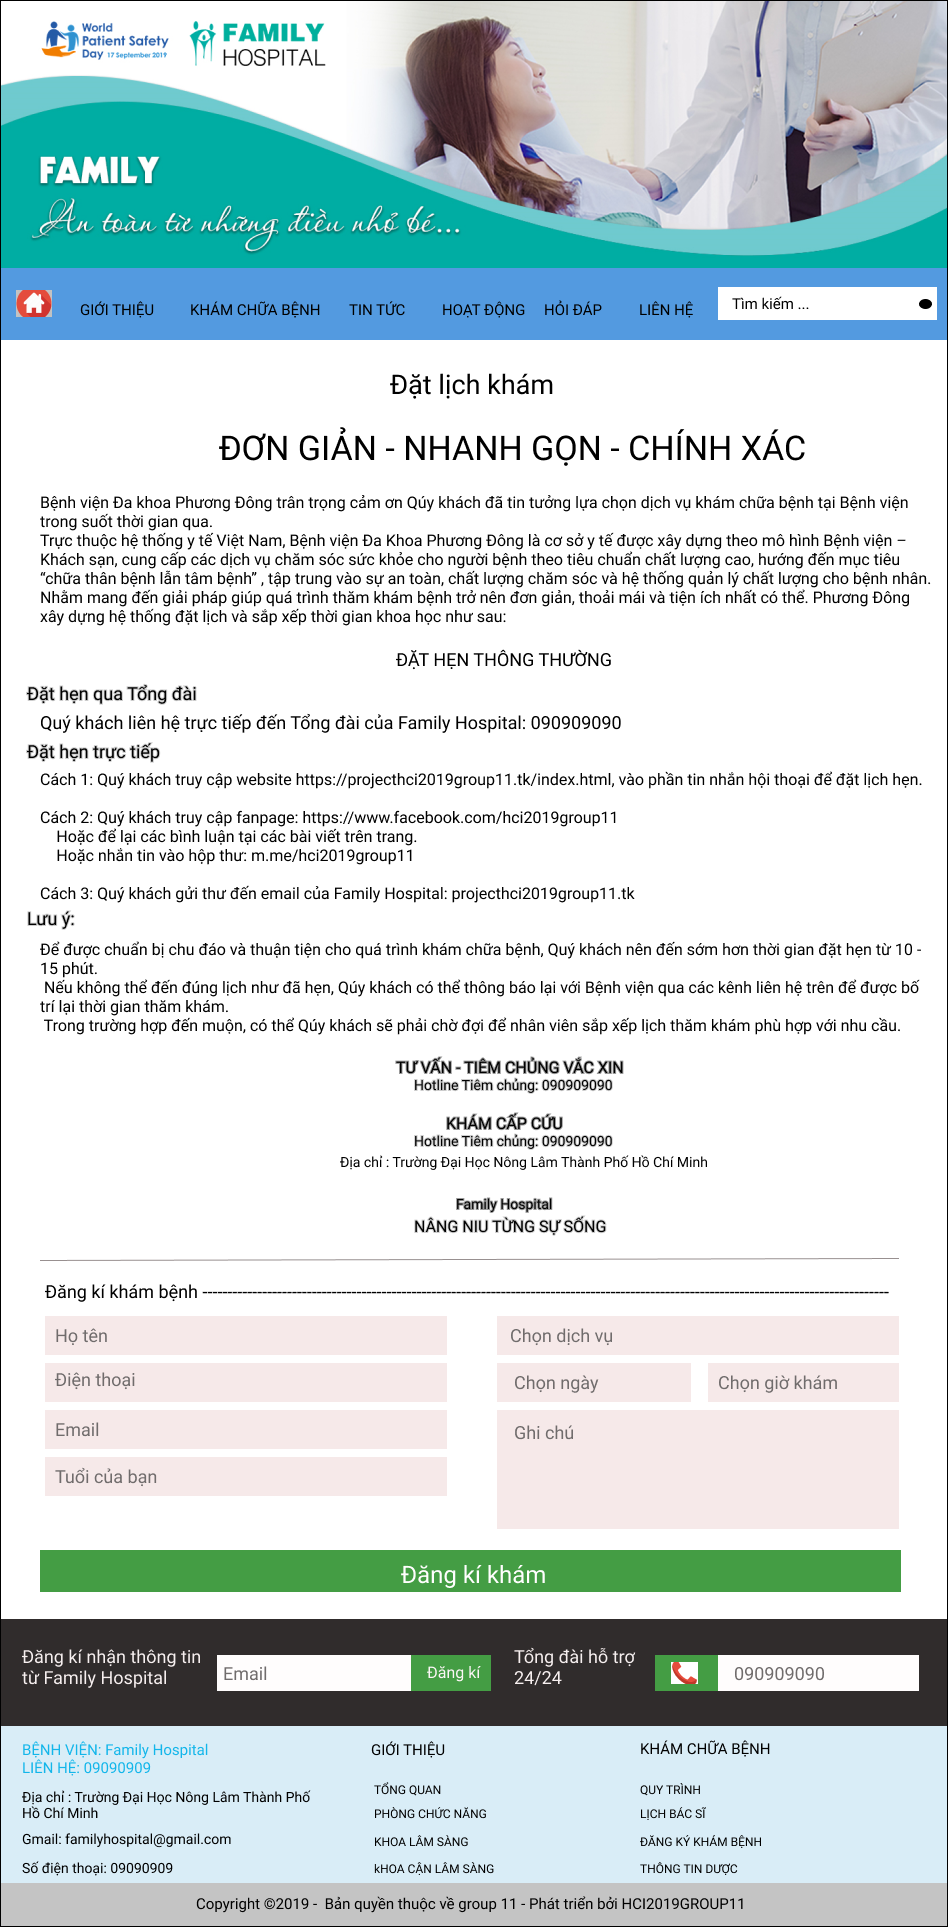 World
Patient Safety
Day 17 September 2019
FAMILY
HOSPITAL
FAMILY
An toàn từ những điều nhỏ bé...
GIỚI THIỆU
KHÁM CHỮA BỆNH
TIN TỨC
HOẠT ĐỘNG
HỎI ĐÁP
LIÊN HỆ
Tìm kiếm ...
Đặt lịch khám
ĐƠN GIẢN - NHANH GỌN - CHÍNH XÁC
Bệnh viện Đa khoa Phương Đông trân trọng cảm ơn Qúy khách đã tin tưởng lựa chọn dịch vụ khám chữa bệnh tại Bệnh viện
trong suốt thời gian qua.
Trực thuộc hệ thống y tế Việt Nam, Bệnh viện Đa Khoa Phương Đông là cơ sở y tế được xây dựng theo mô hình Bệnh viện –
Khách sạn, cung cấp các dịch vụ chăm sóc sức khỏe cho người bệnh theo tiêu chuẩn chất lượng cao, hướng đến mục tiêu
“chữa thân bệnh lẫn tâm bệnh” , tập trung vào sự an toàn, chất lượng chăm sóc và hệ thống quản lý chất lượng cho bệnh nhân.
Nhằm mang đến giải pháp giúp quá trình thăm khám bệnh trở nên đơn giản, thoải mái và tiện ích nhất có thể. Phương Đông
xây dựng hệ thống đặt lịch và sắp xếp thời gian khoa học như sau:
ĐẶT HẸN THÔNG THƯỜNG
Đặt hẹn qua Tổng đài
Quý khách liên hệ trực tiếp đến Tổng đài của Family Hospital: 090909090
Đặt hẹn trực tiếp
Cách 1: Quý khách truy cập website https://projecthci2019group11.tk/index.html, vào phần tin nhắn hội thoại để đặt lịch hẹn.
Cách 2: Quý khách truy cập fanpage: https://www.facebook.com/hci2019group11
Hoặc để lại các bình luận tại các bài viết trên trang.
Hoặc nhắn tin vào hộp thư: m.me/hci2019group11
Cách 3: Quý khách gửi thư đến email của Family Hospital: projecthci2019group11.tk
Lưu ý:
Để được chuẩn bị chu đáo và thuận tiện cho quá trình khám chữa bệnh, Quý khách nên đến sớm hơn thời gian đặt hẹn từ 10 -
15 phút.
Nếu không thể đến đúng lịch như đã hẹn, Qúy khách có thể thông báo lại với Bệnh viện qua các kênh liên hệ trên để được bố
trí lại thời gian thăm khám.
Trong trường hợp đến muộn, có thể Qúy khách sẽ phải chờ đợi để nhân viên sắp xếp lịch thăm khám phù hợp với nhu cầu.
TƯ VẤN - TIÊM CHỦNG VẮC XIN
Hotline Tiêm chủng: 090909090
KHÁM CẤP CỨU
Hotline Tiêm chủng: 090909090
Địa chỉ : Trường Đại Học Nông Lâm Thành Phố Hồ Chí Minh
Family Hospital
NÂNG NIU TỪNG SỰ SỐNG
Đăng kí khám bệnh ----------------------------------------------------------------------------------------------------------------------------------------
Họ tên
Chọn dịch vụ
Điện thoại
Chọn ngày
Chọn giờ khám
Email
Ghi chú
Tuổi của bạn
Đăng kí khám
Đăng kí nhận thông tin
từ Family Hospital
Email
Đăng kí
Tổng đài hỗ trợ
24/24
090909090
BỆNH VIỆN: Family Hospital
LIÊN HỆ: 09090909
Địa chỉ : Trường Đại Học Nông Lâm Thành Phố
Hồ Chí Minh
Gmail: familyhospital@gmail.com
Số điện thoại: 09090909
GIỚI THIỆU
TỔNG QUAN
PHÒNG CHỨC NĂNG
KHOA LÂM SÀNG
kHOA CẬN LÂM SÀNG
KHÁM CHỮA BỆNH
QUY TRÌNH
LỊCH BÁC SĨ
ĐĂNG KÝ KHÁM BỆNH
THÔNG TIN DƯỢC
Copyright ©2019 - Bản quyền thuộc về group 11 - Phát triển bởi HCI2019GROUP11